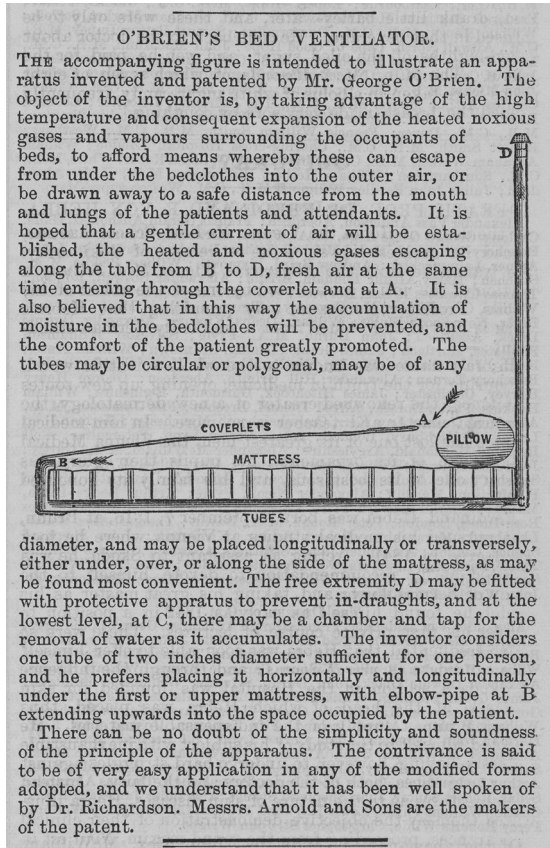 O'BRIEN'S BED VENTILATOR.
THE accompanying figure is intended to illustrate an appa-
ratus invented and patented by Mr. George O'Brien. The
object of the inventor is, by taking advantage of the high
temperature and consequent expansion of the heated noxious
gases and vapours surrounding the occupants of
beds, to afford means whereby these can escape
from under the bedclothes into the outer air, or
be drawn away to a safe distance from the mouth
and lungs of the patients and attendants. It is
hoped that a gentle current of air will be esta-
blished, the heated and noxious gases escaping
along the tube from B to D, fresh air at the same
time entering through the coverlet and at A. It is
also believed that in this way the accumulation of
moisture in the bedclothes will be prevented, and
the comfort of the patient greatly promoted. The
tubes may be circular or polygonal, may be of any
D
A
COVERLETS
PILLOW
B
MATTRESS
C
TUBES
diameter, and may be placed longitudinally or transversely,
either under, over, or along the side of the mattress, as may
be found most convenient. The free extremity D may be fitted
with protective appratus to prevent in-draughts, and at the
lowest level, at C, there may be a chamber and tap for the
removal of water as it accumulates. The inventor considers
one tube of two inches diameter sufficient for one person,
and he prefers placing it horizontally and longitudinally
under the first or upper mattress, with elbow-pipe at B
extending upwards into the space occupied by the patient.
There can be no doubt of the simplicity and soundness
of the principle of the apparatus. The contrivance is said
to be of very easy application in any of the modified forms
adopted, and we understand that it has been well spoken of
by Dr. Richardson. Messrs. Arnold and Sons are the makers
of the patent.